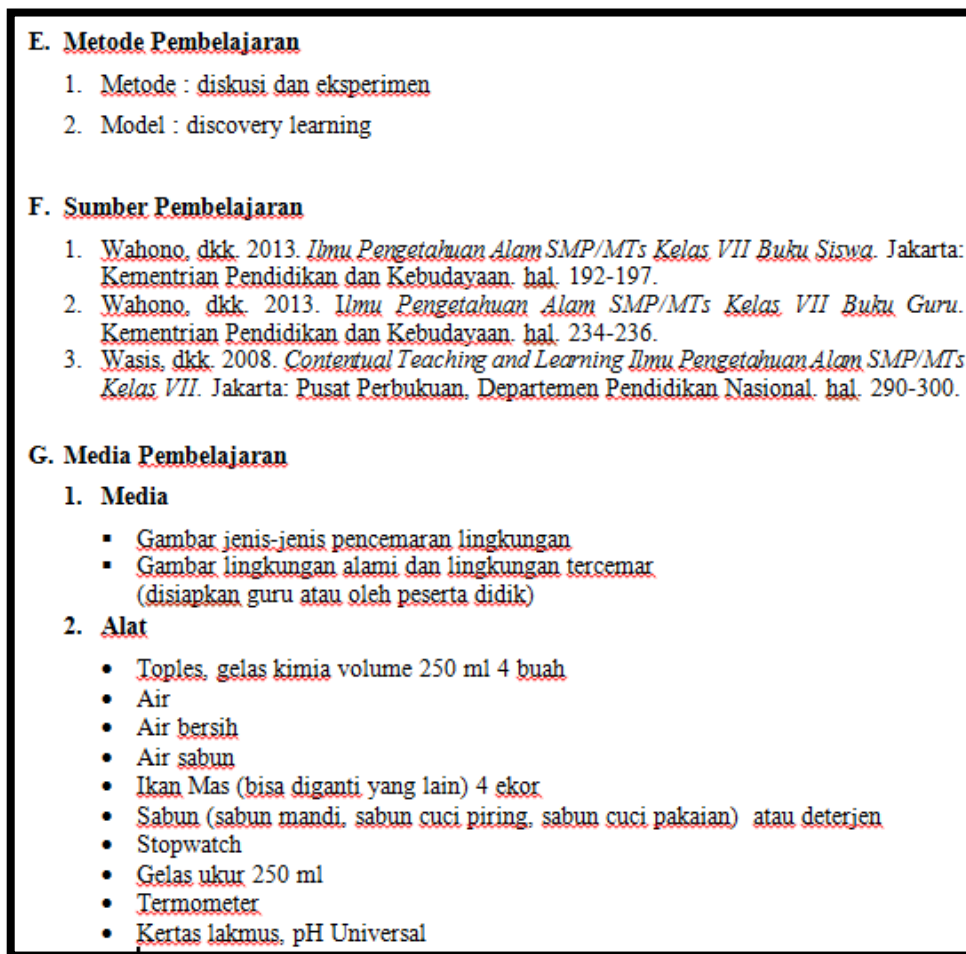 E. Metode Pembelajaran
1. Metode : diskusi dan eksperimen
2. Model : discovery learning
F. Sumber Pembelajaran
1. Wahono, dkk. 2013. Ilmu Pengetahuan Alam SMP/MTs Kelas VII Buku Siswa. Jakarta:
Kementrian Pendidikan dan Kebudayaan. hal. 192-197.
2. Wahono, dkk. 2013. Ilmu Pengetahuan Alam SMP/MTs Kelas VII Buku Guru.
Kementrian Pendidikan dan Kebudayaan. hal. 234-236.
3. Wasis, dkk. 2008. Contentual Teaching and Learning Ilmu Pengetahuan Alam SMP/MTs
Kelas VII. Jakarta: Pusat Perbukuan, Departemen Pendidikan Nasional. hal. 290-300.
G. Media Pembelajaran
1. Media
▪ Gambar jenis-jenis pencemaran lingkungan
▪ Gambar lingkungan alami dan lingkungan tercemar
(disiapkan guru atau oleh peserta didik)
2. Alat
• Toples, gelas kimia volume 250 ml 4 buah
• Air
• Air bersih
• Air sabun
• Ikan Mas (bisa diganti yang lain) 4 ekor
• Sabun (sabun mandi, sabun cuci piring, sabun cuci pakaian) atau deterjen
• Stopwatch
• Gelas ukur 250 ml
• Termometer
• Kertas lakmus, pH Universal